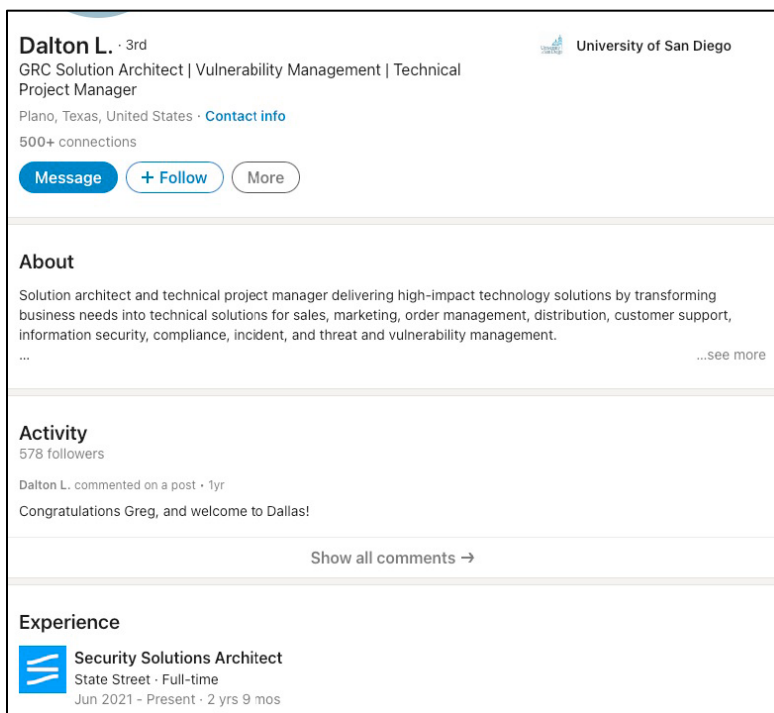 Dalton L. · 3rd
University of San Diego
GRC Solution Architect | Vulnerability Management | Technical
Project Manager
Plano, Texas, United States · Contact info
500+ connections
Message
+ Follow
More
About
Solution architect and technical project manager delivering high-impact technology solutions by transforming
business needs into technical solutions for sales, marketing, order management, distribution, customer support,
information security, compliance, incident, and threat and vulnerability management.
...
...see more
Activity
578 followers
Dalton L. commented on a post • 1yr
Congratulations Greg, and welcome to Dallas!
Show all comments →
Experience
Security Solutions Architect
State Street · Full-time
Jun 2021 - Present · 2 yrs 9 mos